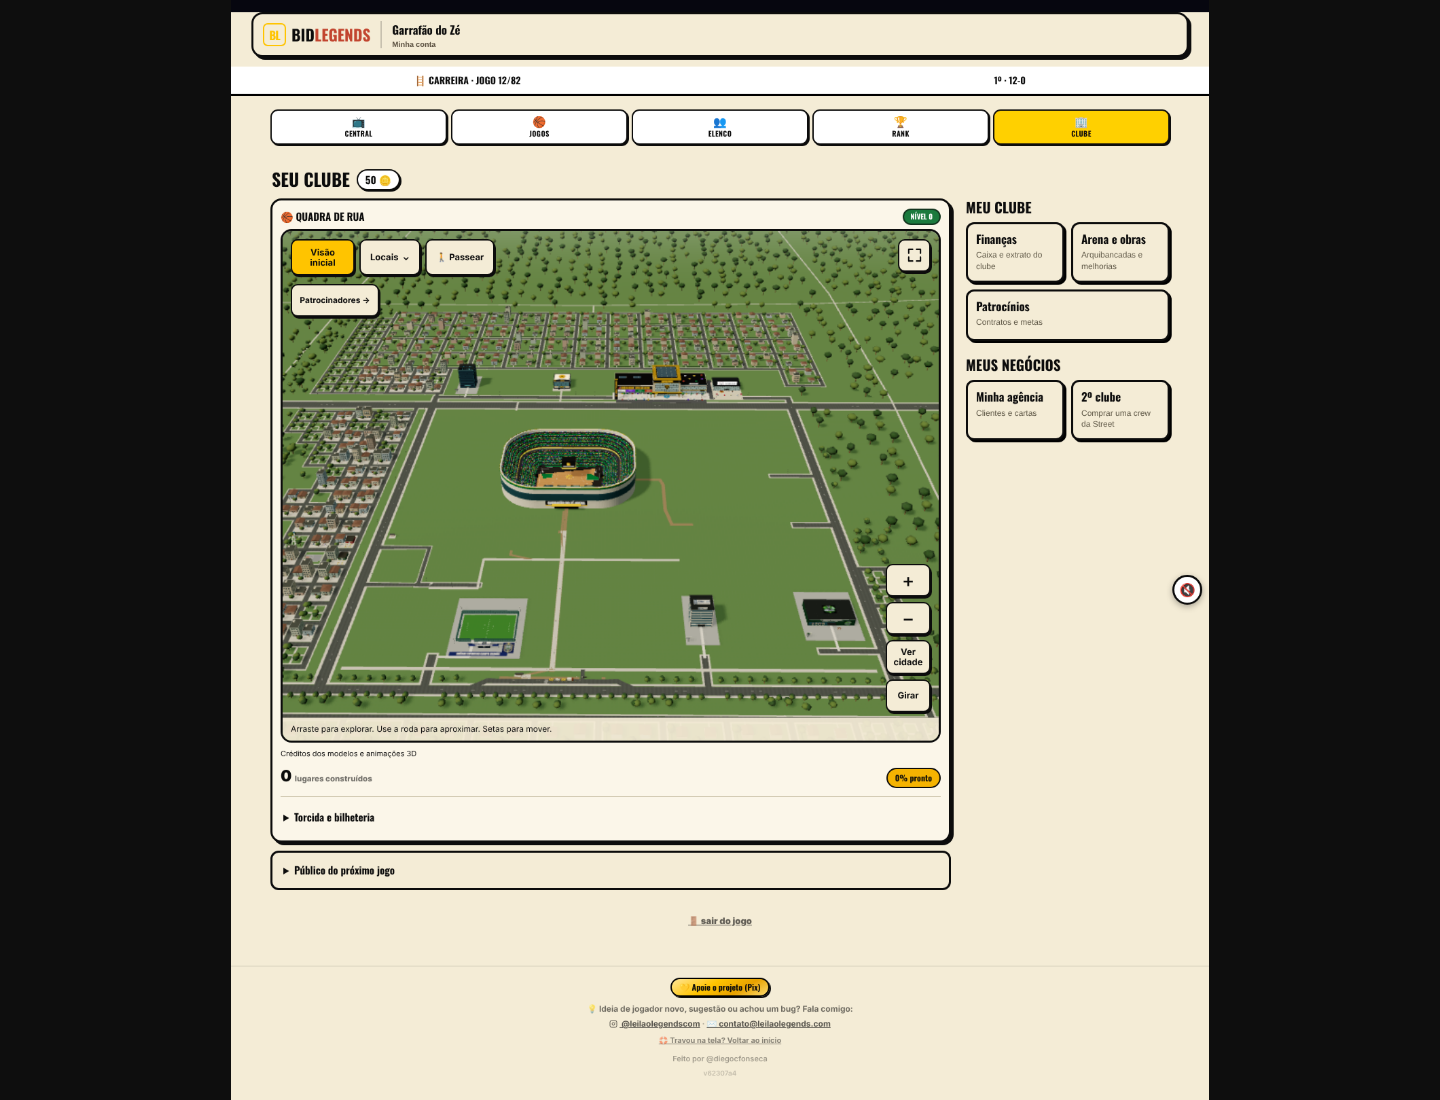 BL BIDLEGENDS
Garrafão do Zé
Minha conta
CARREIRA · JOGO 12/82
1º · 12-0
CENTRAL
JOGOS
ELENCO
RANK
CLUBE
SEU CLUBE
50
QUADRA DE RUA
NÍVEL 0
Visão
inicial
Locais
Passear
Patrocinadores →
+
−
Ver
cidade
Girar
Arraste para explorar. Use a roda para aproximar. Setas para mover.
Créditos dos modelos e animações 3D
0 lugares construídos
0% pronto
Torcida e bilheteria
Público do próximo jogo
MEU CLUBE
Finanças
Caixa e extrato do
clube
Arena e obras
Arquibancadas e
melhorias
Patrocínios
Contratos e metas
MEUS NEGÓCIOS
Minha agência
Clientes e cartas
2º clube
Comprar uma crew
da Street
sair do jogo
Apoie o projeto (Pix)
Ideia de jogador novo, sugestão ou achou um bug? Fala comigo:
@leilaolegendscom · contato@leilaolegends.com
Travou na tela? Voltar ao início
Feito por @diegocfonseca
v62307a4